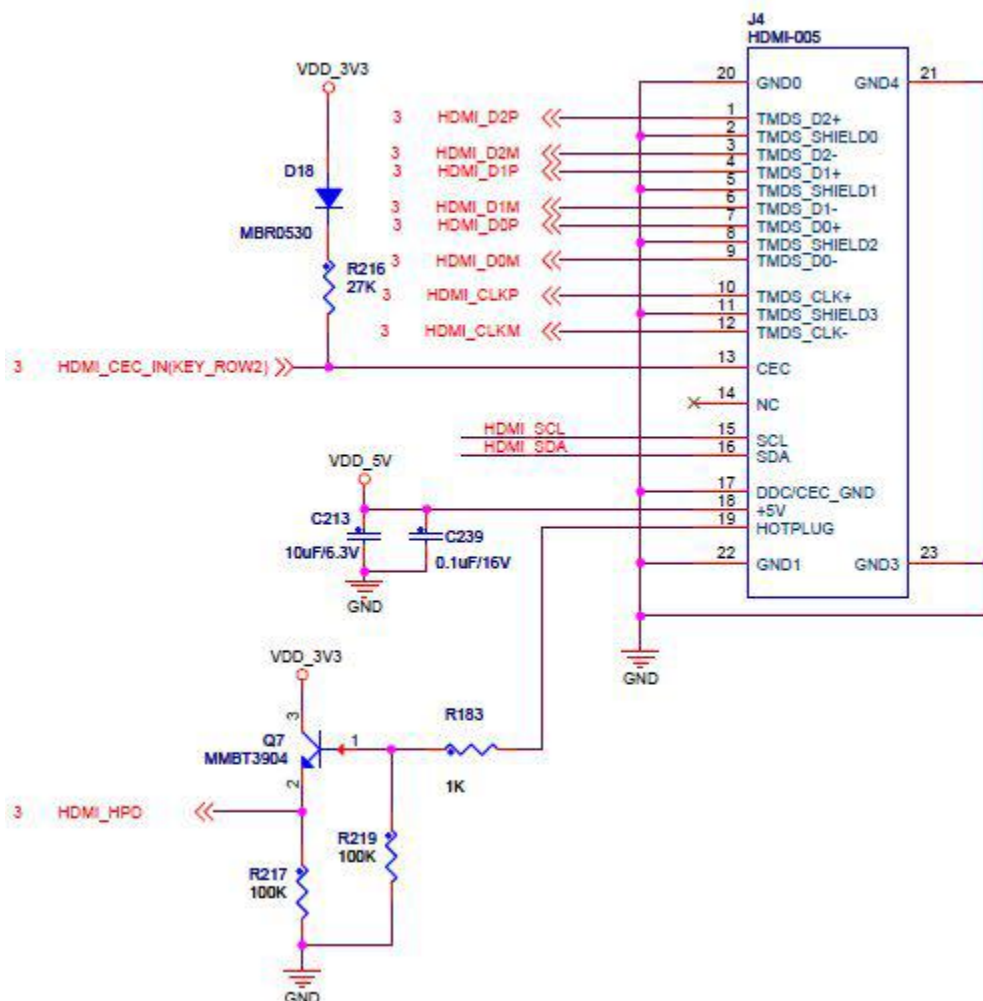 J4
HDMI-005
VDD_3V3
20 GND0 GND4 21
3 HDMI_D2P 1 TMDS_D2+
2 TMDS_SHIELD0
3 HDMI_D2M 3 TMDS_D2-
3 HDMI_D1P 4 TMDS_D1+
D18
5 TMDS_SHIELD1
3 HDMI_D1M 6 TMDS_D1-
3 HDMI_D0P 7 TMDS_D0+
MBR0530
8 TMDS_SHIELD2
3 HDMI_D0M 9 TMDS_D0-
R216
27K
3 HDMI_CLKP 10 TMDS_CLK+
11 TMDS_SHIELD3
3 HDMI_CLKM 12 TMDS_CLK-
3 HDMI_CEC_IN(KEY_ROW2) 13 CEC
14 NC
HDMI_SCL 15 SCL
HDMI_SDA 16 SDA
VDD_5V
17 DDC/CEC_GND
18 +5V
19 HOTPLUG
C213
10uF/6.3V
C239
0.1uF/16V
22 GND1 GND3 23
GND
VDD_3V3
GND
3
R183
Q7
MMBT3904
1
1K
2
3 HDMI_HPD
R219
100K
R217
100K
GND